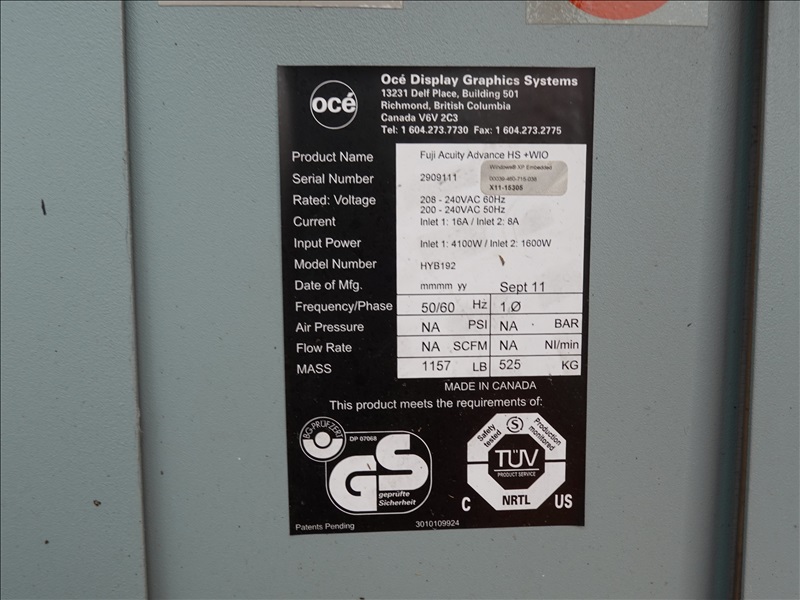 océ
Océ Display Graphics Systems
13231 Delf Place, Building 501
Richmond, British Columbia
Canada V6V 2C3
Tel: 1 604.273.7730 Fax: 1 604.273.2775
Product Name Fuji Acuity Advance HS +WIO
Serial Number 2909111
Windows® XP Embedded
X11-15305
Rated: Voltage 208 - 240VAC 60Hz
200 - 240VAC 50Hz
Current Inlet 1: 16A / Inlet 2: 8A
Input Power Inlet 1: 4100W / Inlet 2: 1600W
Model Number HYB192
Date of Mfg. mmmm yy Sept 11
Frequency/Phase 50/60 Hz 1 Ø
Air Pressure NA PSI NA BAR
Flow Rate NA SCFM NA Nl/min
MASS 1157 LB 525 KG
MADE IN CANADA
This product meets the requirements of:
BG-PRÜFZERT
DP 07068
GS
geprüfte
Sicherheit
Safety
tested
S
Production
monitored
TÜV
PRODUCT SERVICE
NRTL
C US
Patents Pending 3010109924